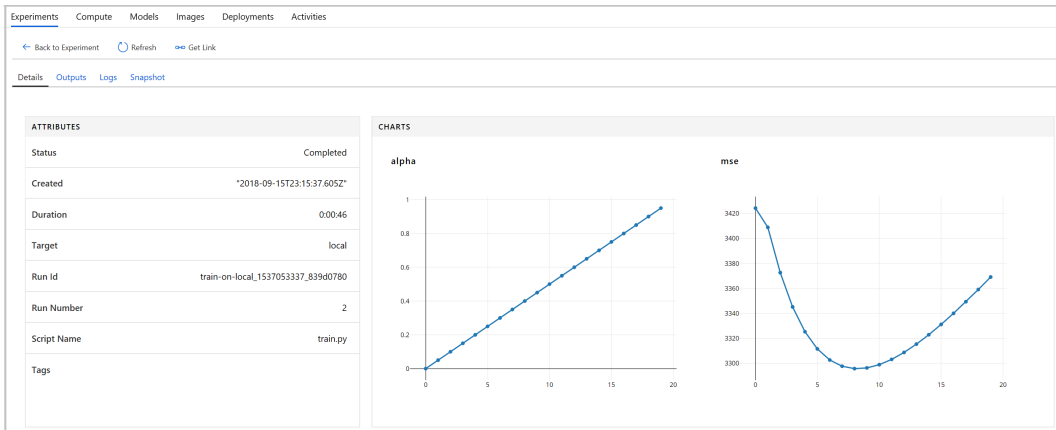 Experiments Compute Models Images Deployments Activities
Back to Experiment Refresh Get Link
Details Outputs Logs Snapshot
ATTRIBUTES
Status Completed
Created "2018-09-15T23:15:37.605Z"
Duration 0:00:46
Target local
Run Id train-on-local_1537053337_839d0780
Run Number 2
Script Name train.py
Tags
CHARTS
alpha
1
0.8
0.6
0.4
0.2
0
0 5 10 15 20
mse
3420
3400
3380
3360
3340
3320
3300
0 5 10 15 20